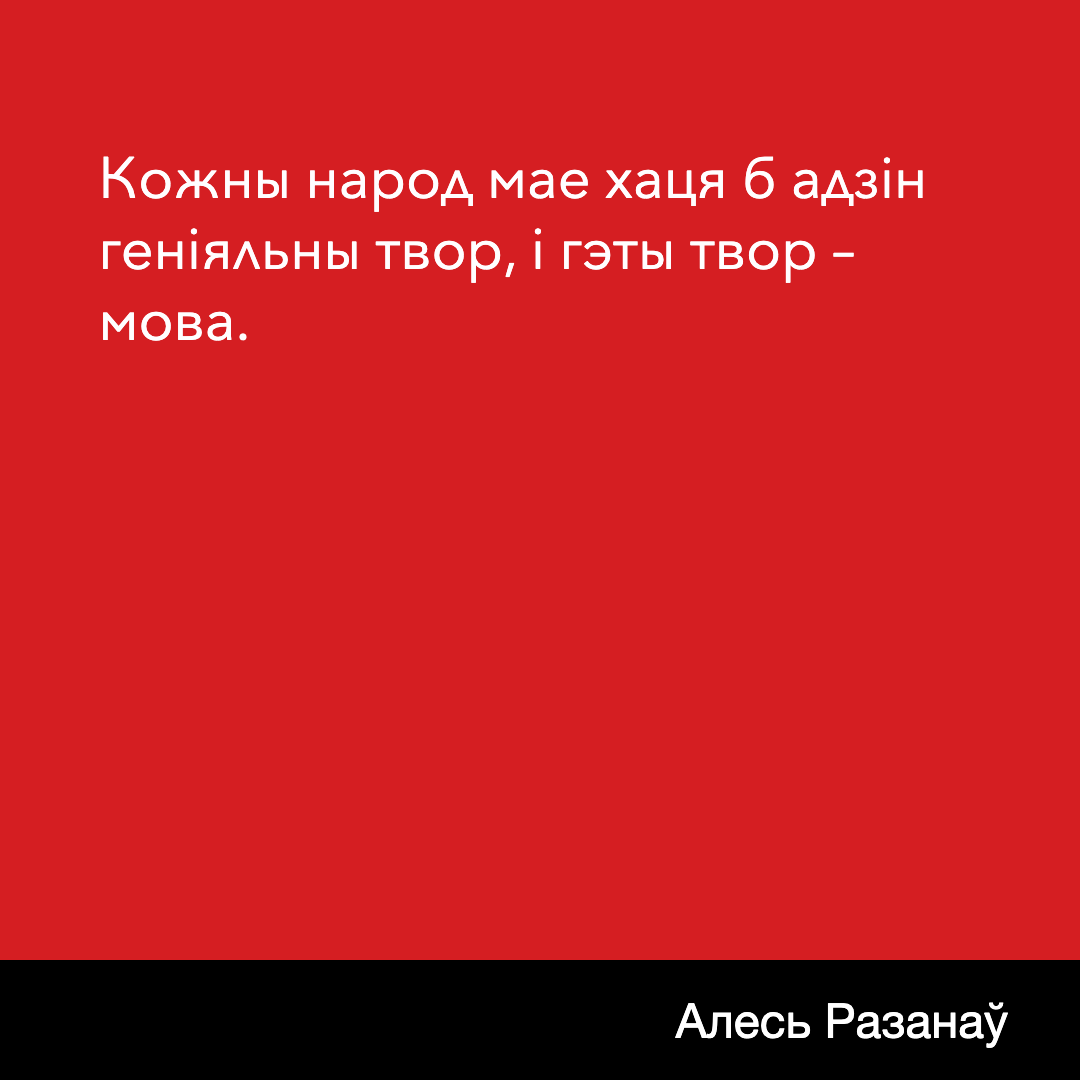 Кожны народ мае хаця б адзін
геніяльны твор, і гэты твор –
мова.
Алесь Разанаў